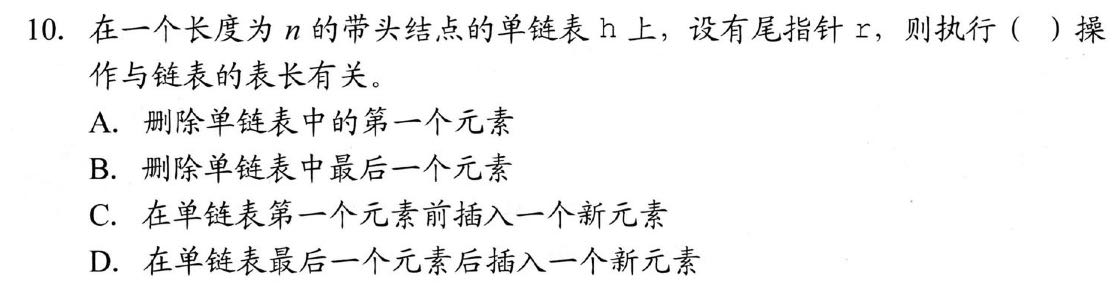 10. 在一个长度为 n 的带头结点的单链表 h 上，设有尾指针 r，则执行（ ）操
作与链表的表长有关。
A. 删除单链表中的第一个元素
B. 删除单链表中最后一个元素
C. 在单链表第一个元素前插入一个新元素
D. 在单链表最后一个元素后插入一个新元素